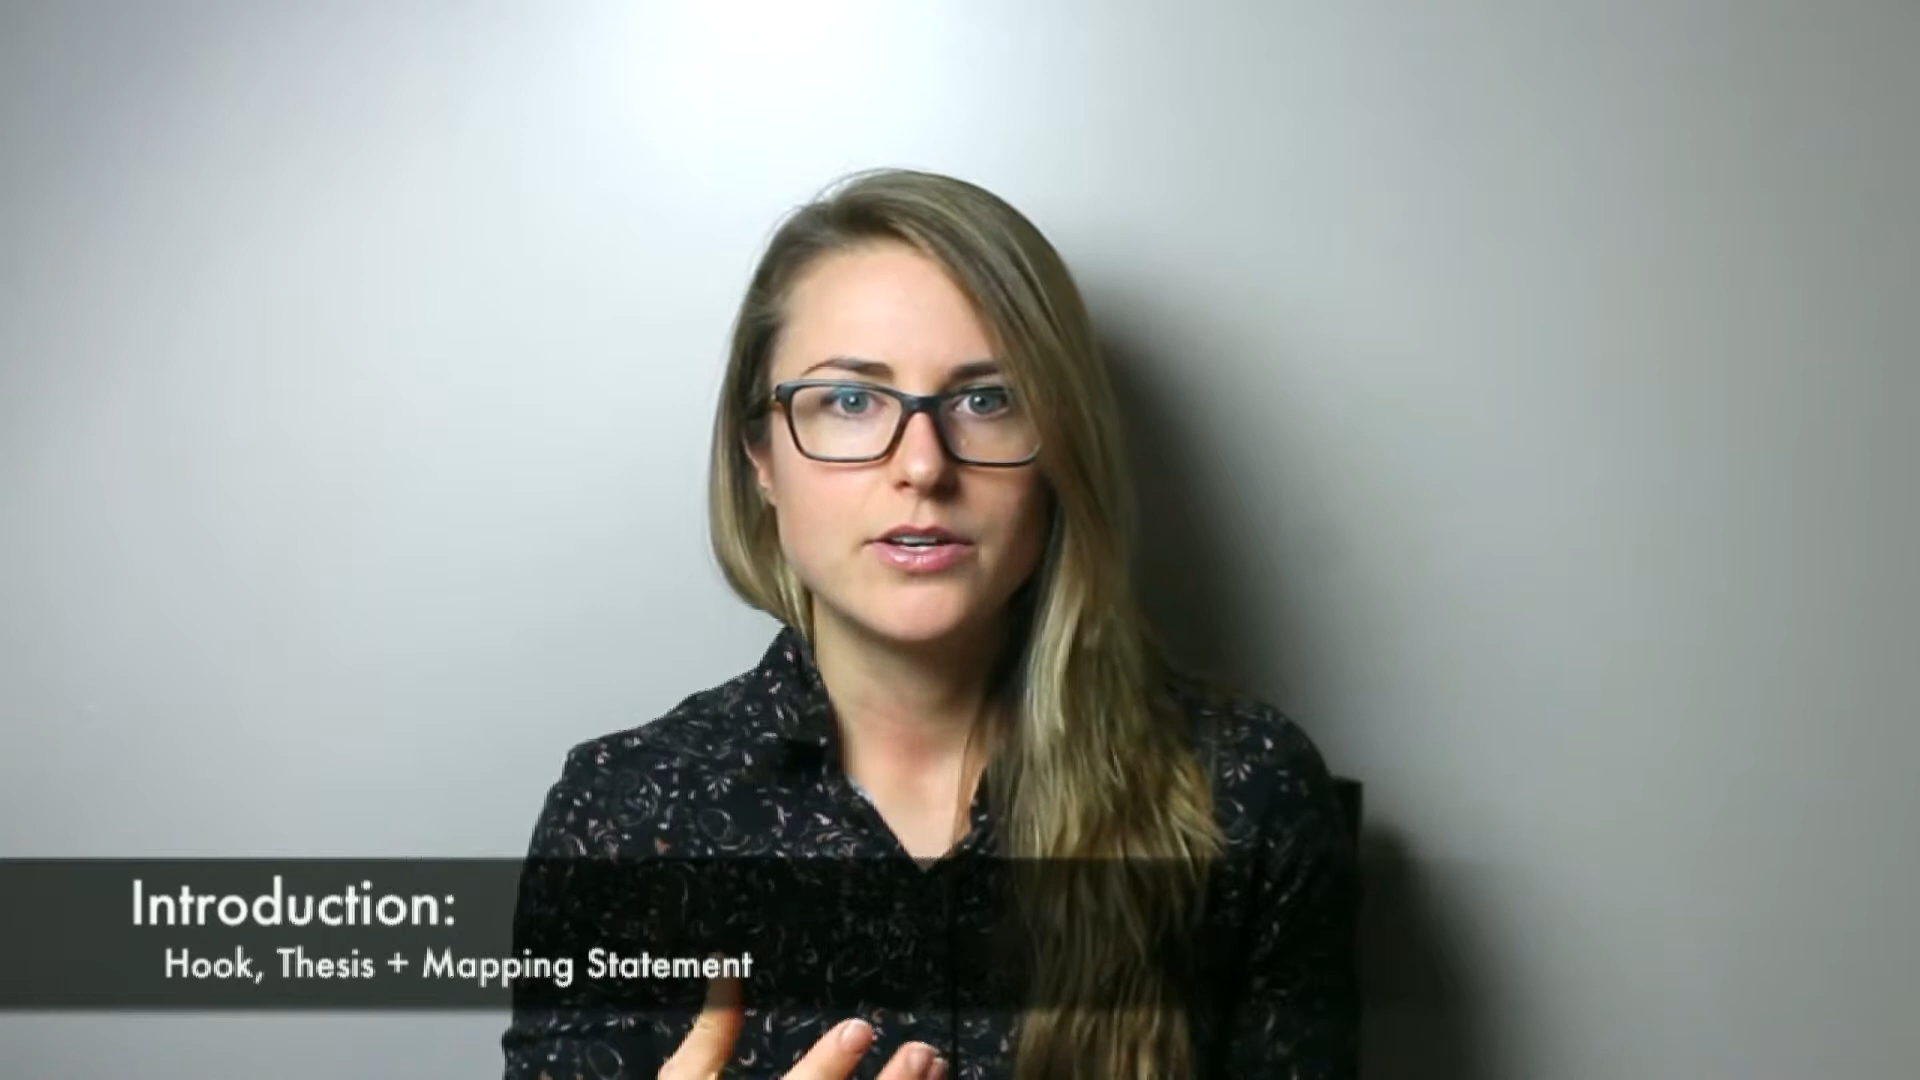 Introduction:
Hook, Thesis + Mapping Statement